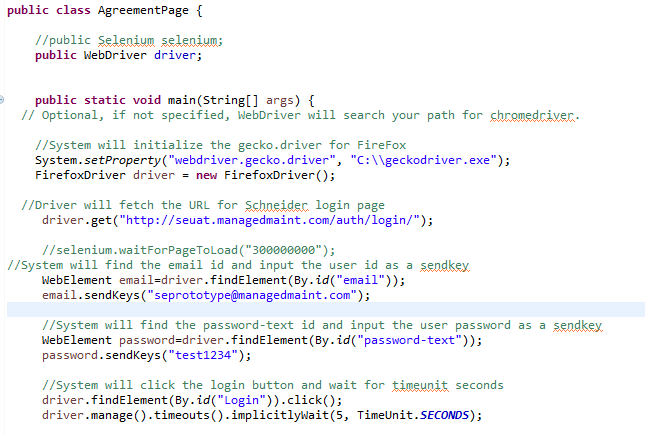 public class AgreementPage {
//public Selenium selenium;
public WebDriver driver;
public static void main(String[] args) {
// Optional, if not specified, WebDriver will search your path for chromedriver.
//System will initialize the gecko.driver for FireFox
System.setProperty("webdriver.gecko.driver", "C:\\geckodriver.exe");
FirefoxDriver driver = new FirefoxDriver();
//Driver will fetch the URL for Schneider login page
driver.get("http://seuat.managedmaint.com/auth/login/");
//selenium.waitForPageToLoad("300000000");
//System will find the email id and input the user id as a sendkey
WebElement email=driver.findElement(By.id("email"));
email.sendKeys("seprototype@managedmaint.com");
//System will find the password-text id and input the user password as a sendkey
WebElement password=driver.findElement(By.id("password-text"));
password.sendKeys("test1234");
//System will click the login button and wait for timeunit seconds
driver.findElement(By.id("Login")).click();
driver.manage().timeouts().implicitlyWait(5, TimeUnit.SECONDS);